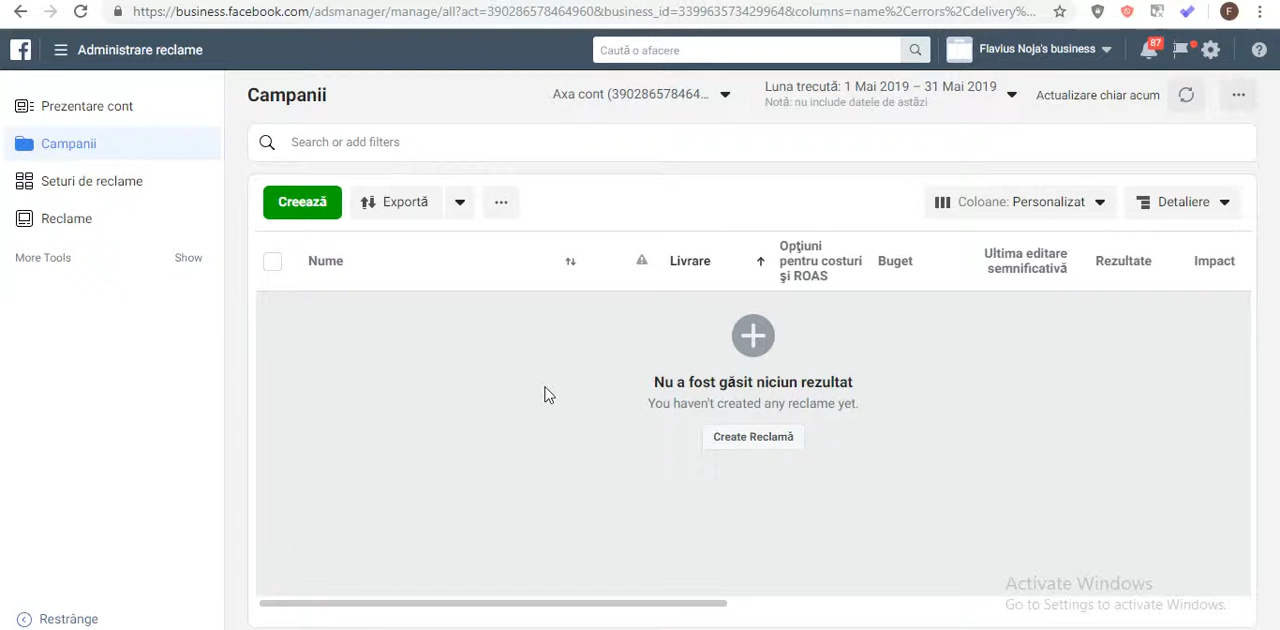 https://business.facebook.com/adsmanager/manage/all?act=390286578464960&business_id=339963573429964&columns=name%2Cerrors%2Cdelivery%...
F
Administrare reclame
Caută o afacere
Flavius Noja's business
87
Prezentare cont
Campanii
Seturi de reclame
Reclame
More Tools
Show
Restrânge
Campanii
Axa cont (390286578464...
Luna trecută: 1 Mai 2019 – 31 Mai 2019
Notă: nu include datele de astăzi
Actualizare chiar acum
Search or add filters
Creează
Exportă
Coloane: Personalizat
Detaliere
Nume
Livrare
Opţiuni
pentru costuri
şi ROAS
Buget
Ultima editare
semnificativă
Rezultate
Impact
Nu a fost găsit niciun rezultat
You haven't created any reclame yet.
Create Reclamă
Activate Windows
Go to Settings to activate Windows.